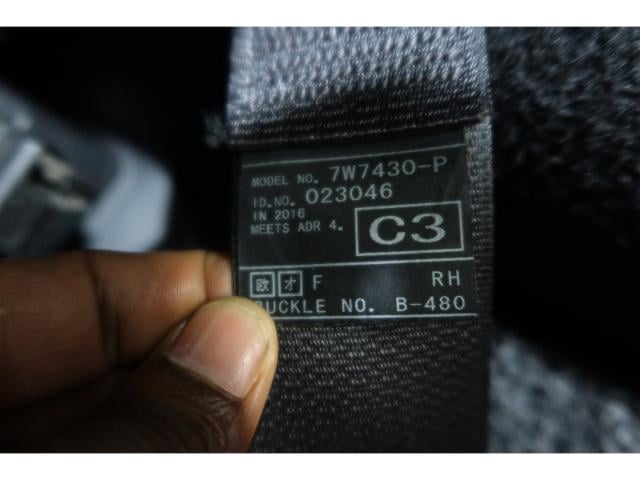 MODEL NO. 7W7430-P
ID.NO. 023046
IN 2016
MEETS ADR 4.
C3
欧 オ F RH
BUCKLE NO. B-480